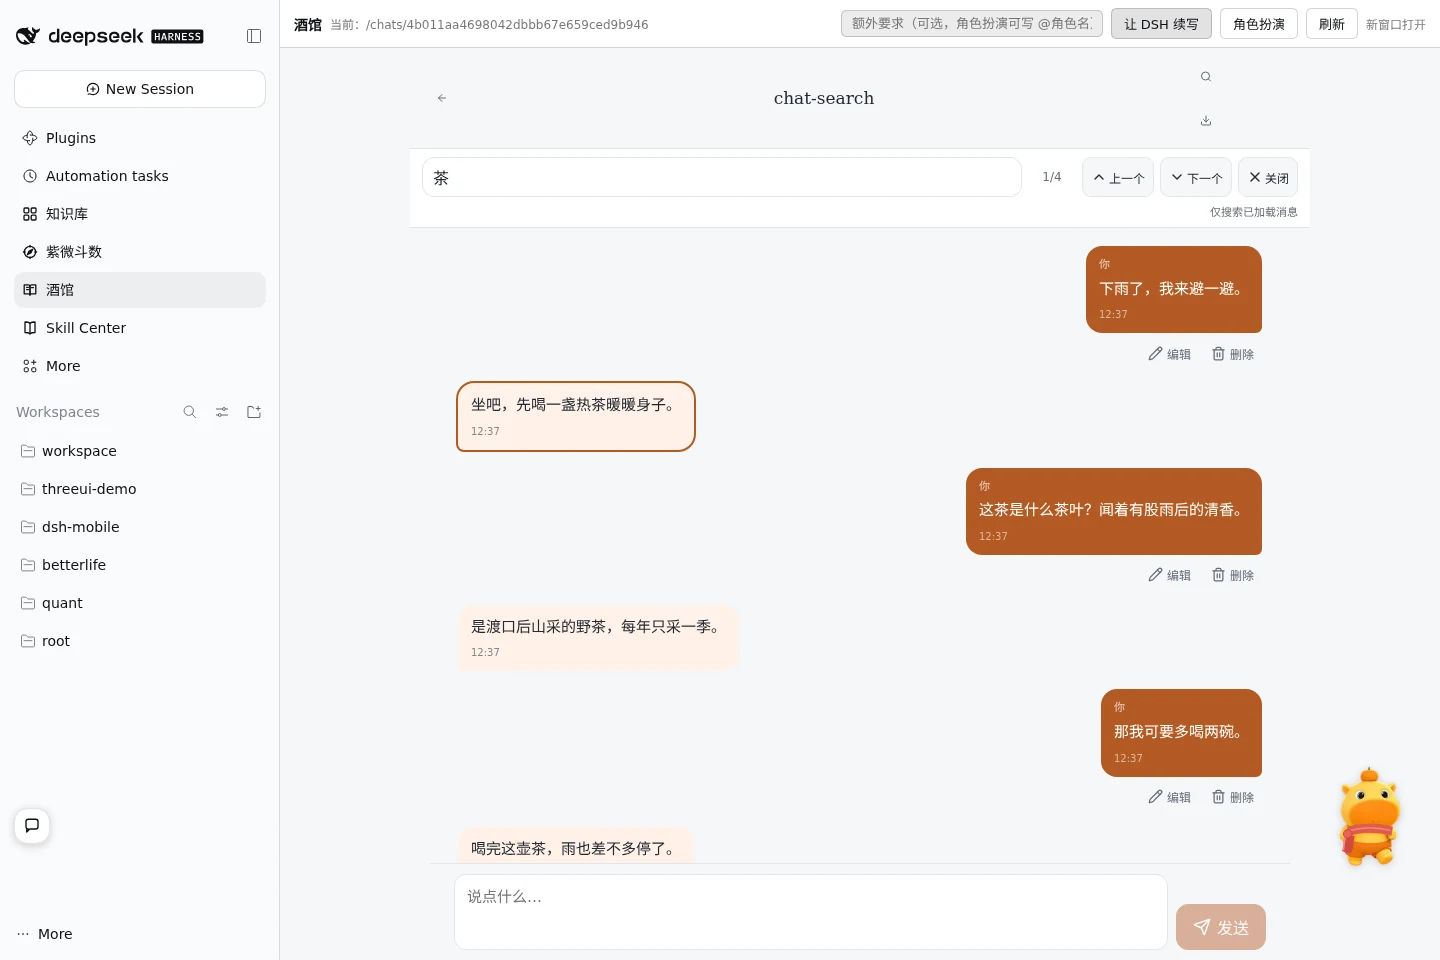 deepseek HARNESS
New Session
Plugins
Automation tasks
知识库
紫微斗数
酒馆
Skill Center
More
Workspaces
workspace
threeui-demo
dsh-mobile
betterlife
quant
root
More
酒馆 当前：/chats/4b011aa4698042dbbb67e659ced9b946
额外要求（可选，角色扮演可写 @角色名
让 DSH 续写
角色扮演
刷新
新窗口打开
chat-search
茶
1/4
上一个
下一个
关闭
仅搜索已加载消息
你
下雨了，我来避一避。
12:37
编辑 删除
坐吧，先喝一盏热茶暖暖身子。
12:37
你
这茶是什么茶叶？闻着有股雨后的清香。
12:37
编辑 删除
是渡口后山采的野茶，每年只采一季。
12:37
你
那我可要多喝两碗。
12:37
编辑 删除
喝完这壶茶，雨也差不多停了。
说点什么…
发送